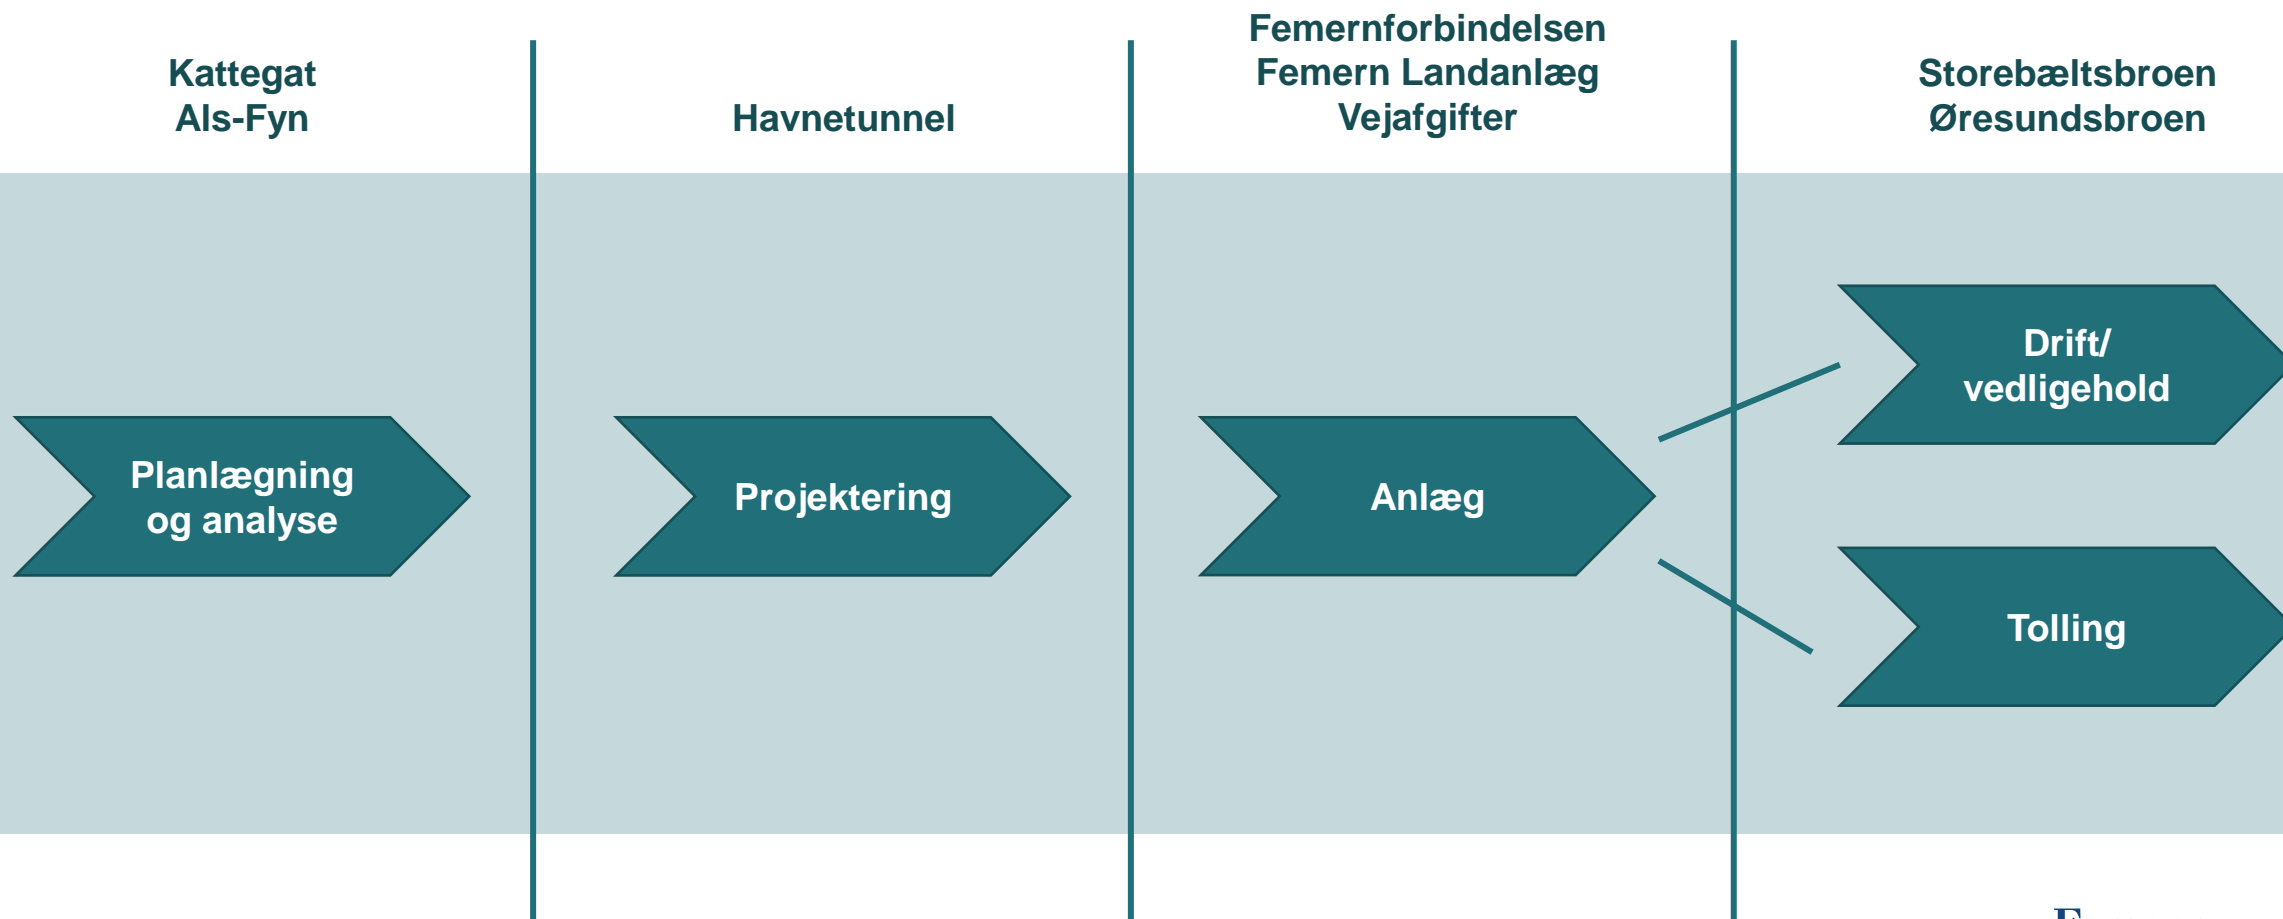 Kattegat
Als-Fyn
Havnetunnel
Femernforbindelsen
Femern Landanlæg
Vejafgifter
Storebæltsbroen
Øresundsbroen
Planlægning
og analyse
Projektering
Anlæg
Drift/
vedligehold
Tolling